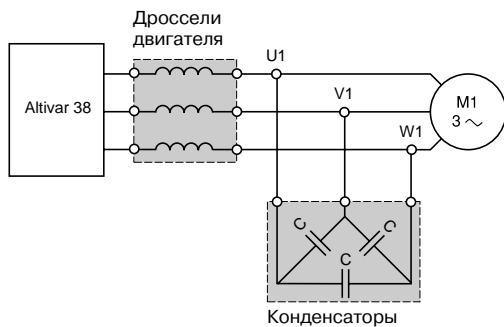 Дроссели
двигателя
U1
V1
W1
Altivar 38
M1
3 ~
C
C
C
Конденсаторы